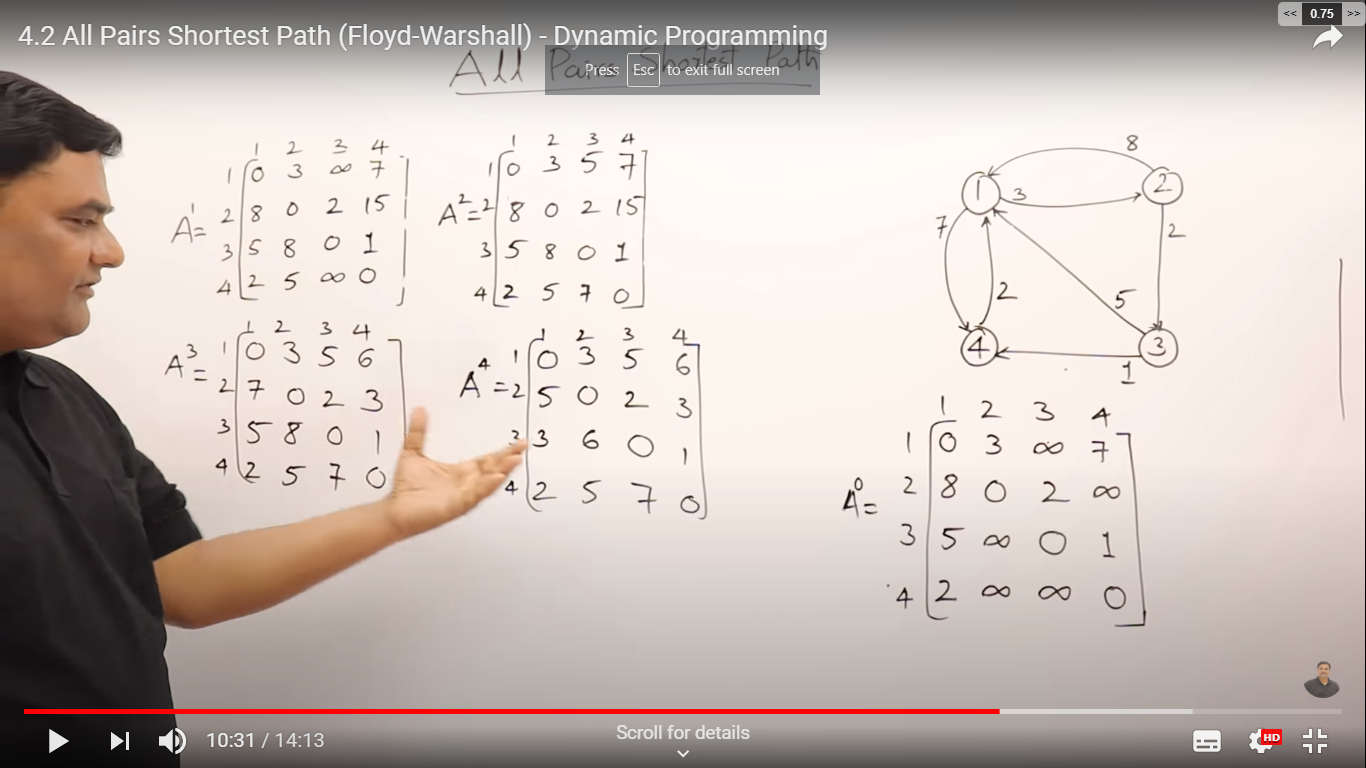 << 0.75 >>
4.2 All Pairs Shortest Path (Floyd-Warshall) - Dynamic Programming
All Pairs Shortest Path
Press Esc to exit full screen
1 2 3 4
1 0 3 ∞ 7
2 8 0 2 15
A¹=
3 5 8 0 1
4 2 5 ∞ 0
1 2 3 4
1 0 3 5 7
A²= 2 8 0 2 15
3 5 8 0 1
4 2 5 7 0
1 2 3 4
1 0 3 5 6
A³=
2 7 0 2 3
3 5 8 0 1
4 2 5 7 0
1 2 3 4
1 0 3 5 6
A⁴= 2 5 0 2 3
3 3 6 0 1
4 2 5 7 0
8
1 3 2
7 2
2 5
4 3
1
1 2 3 4
1 0 3 ∞ 7
2 8 0 2 ∞
A⁰=
3 5 ∞ 0 1
4 2 ∞ ∞ 0
10:31 / 14:13
Scroll for details
HD